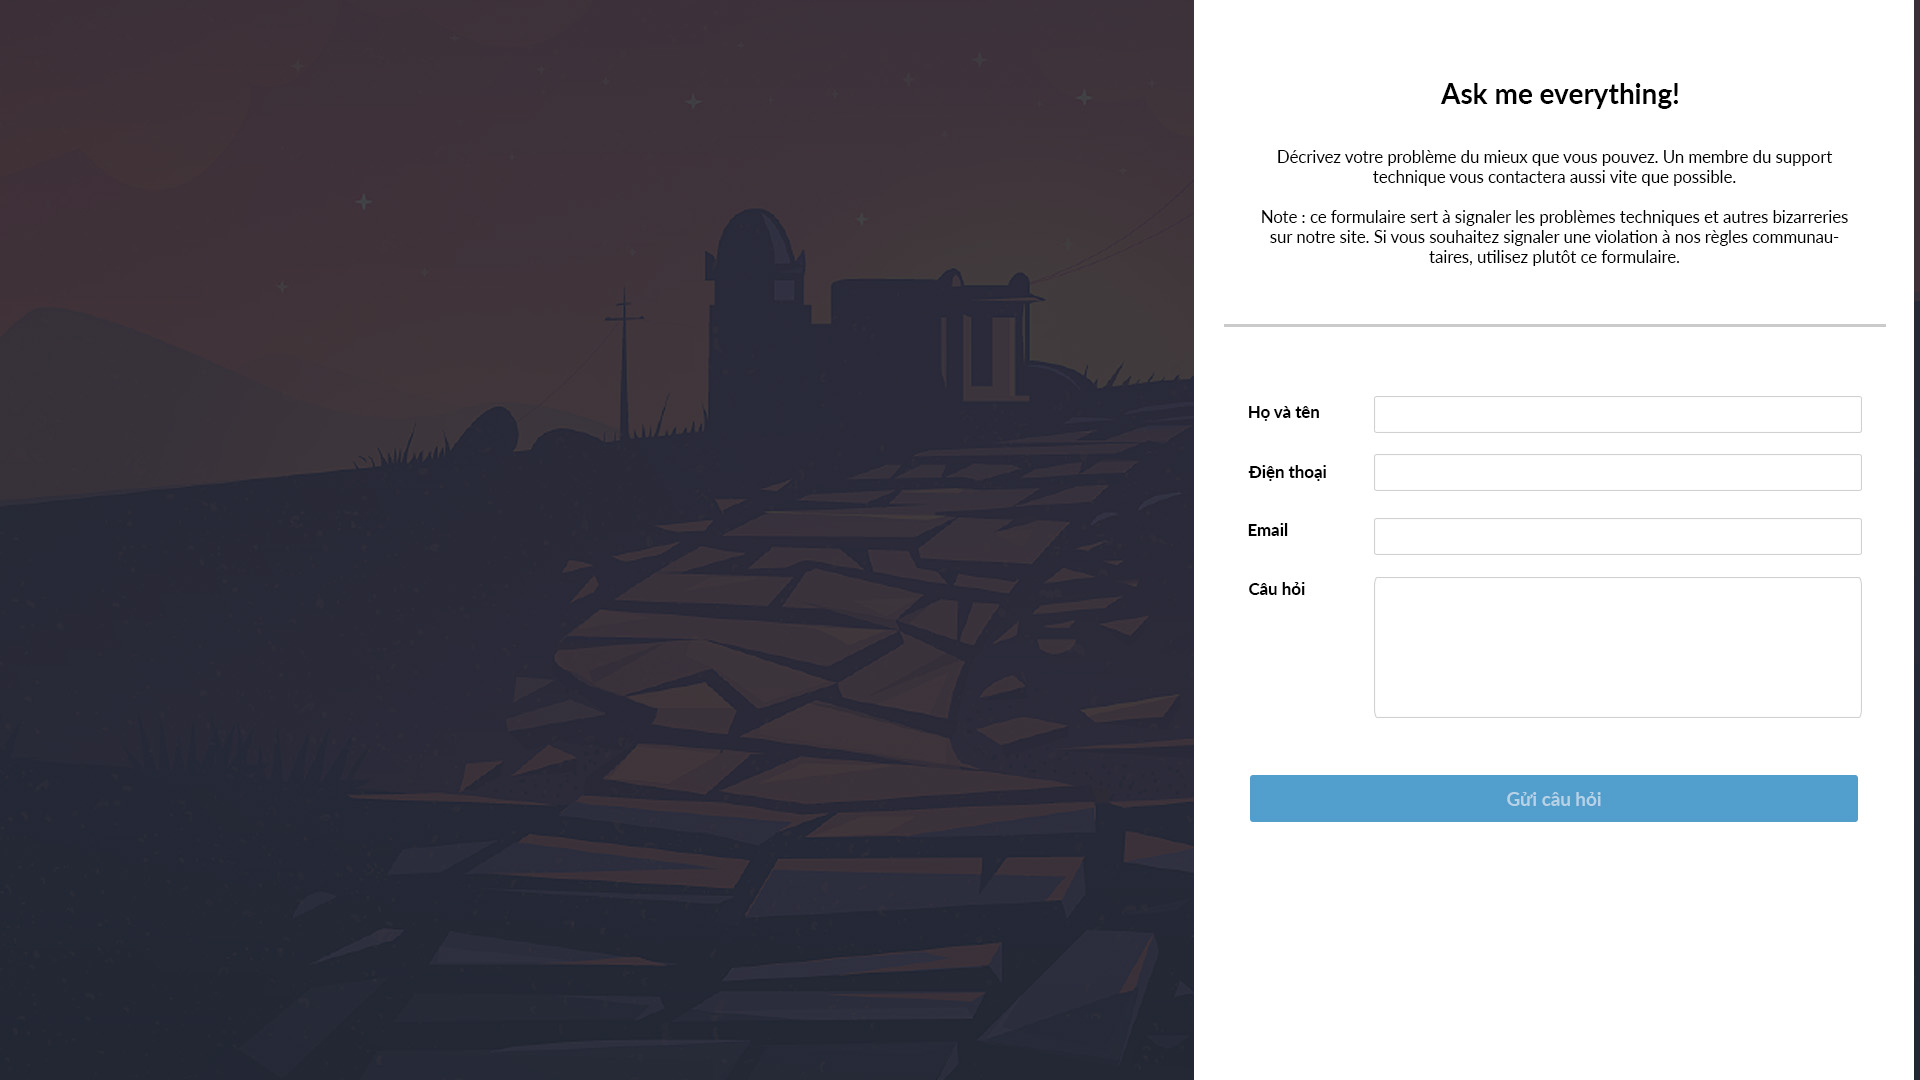 Ask me everything!
Décrivez votre problème du mieux que vous pouvez. Un membre du support
technique vous contactera aussi vite que possible.
Note : ce formulaire sert à signaler les problèmes techniques et autres bizarreries
sur notre site. Si vous souhaitez signaler une violation à nos règles communau-
taires, utilisez plutôt ce formulaire.
Họ và tên
Điện thoại
Email
Câu hỏi
Gửi câu hỏi